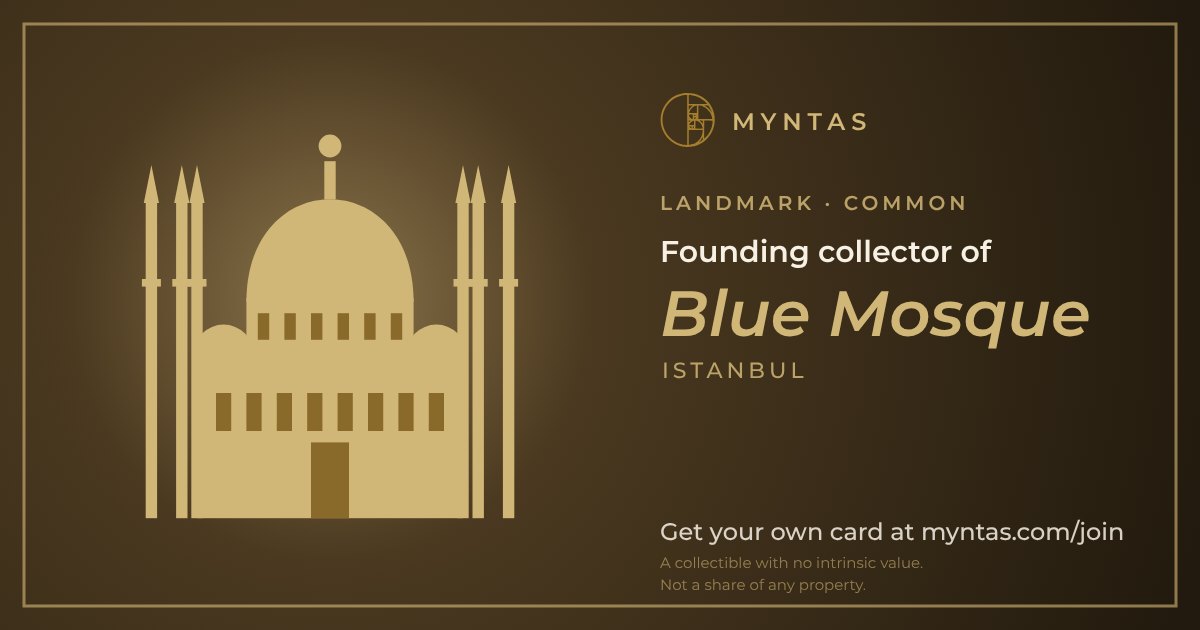 MYNTAS
LANDMARK · COMMON
Founding collector of
Blue Mosque
ISTANBUL
Get your own card at myntas.com/join
A collectible with no intrinsic value.
Not a share of any property.